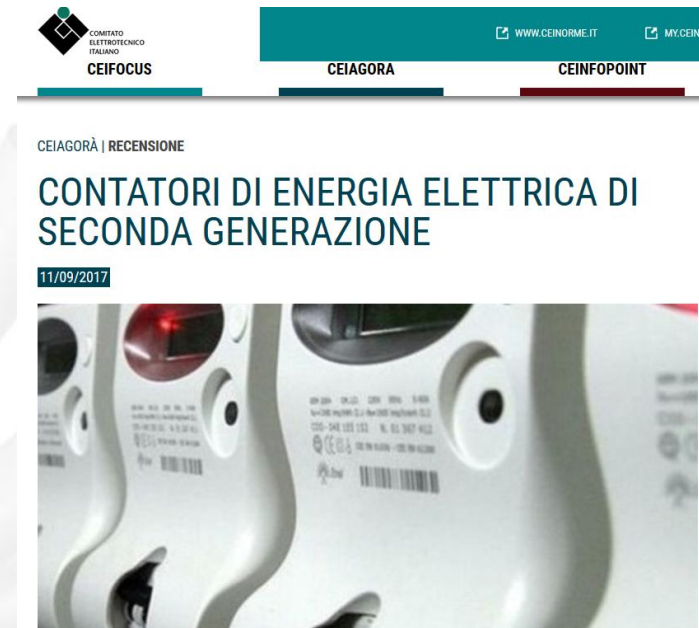 COMITATO
ELETTROTECNICO
ITALIANO
WWW.CEINORME.IT
MY.CEIN
CEIFOCUS
CEIAGORA
CEINFOPOINT
CEIAGORÀ | RECENSIONE
CONTATORI DI ENERGIA ELETTRICA DI
SECONDA GENERAZIONE
11/09/2017